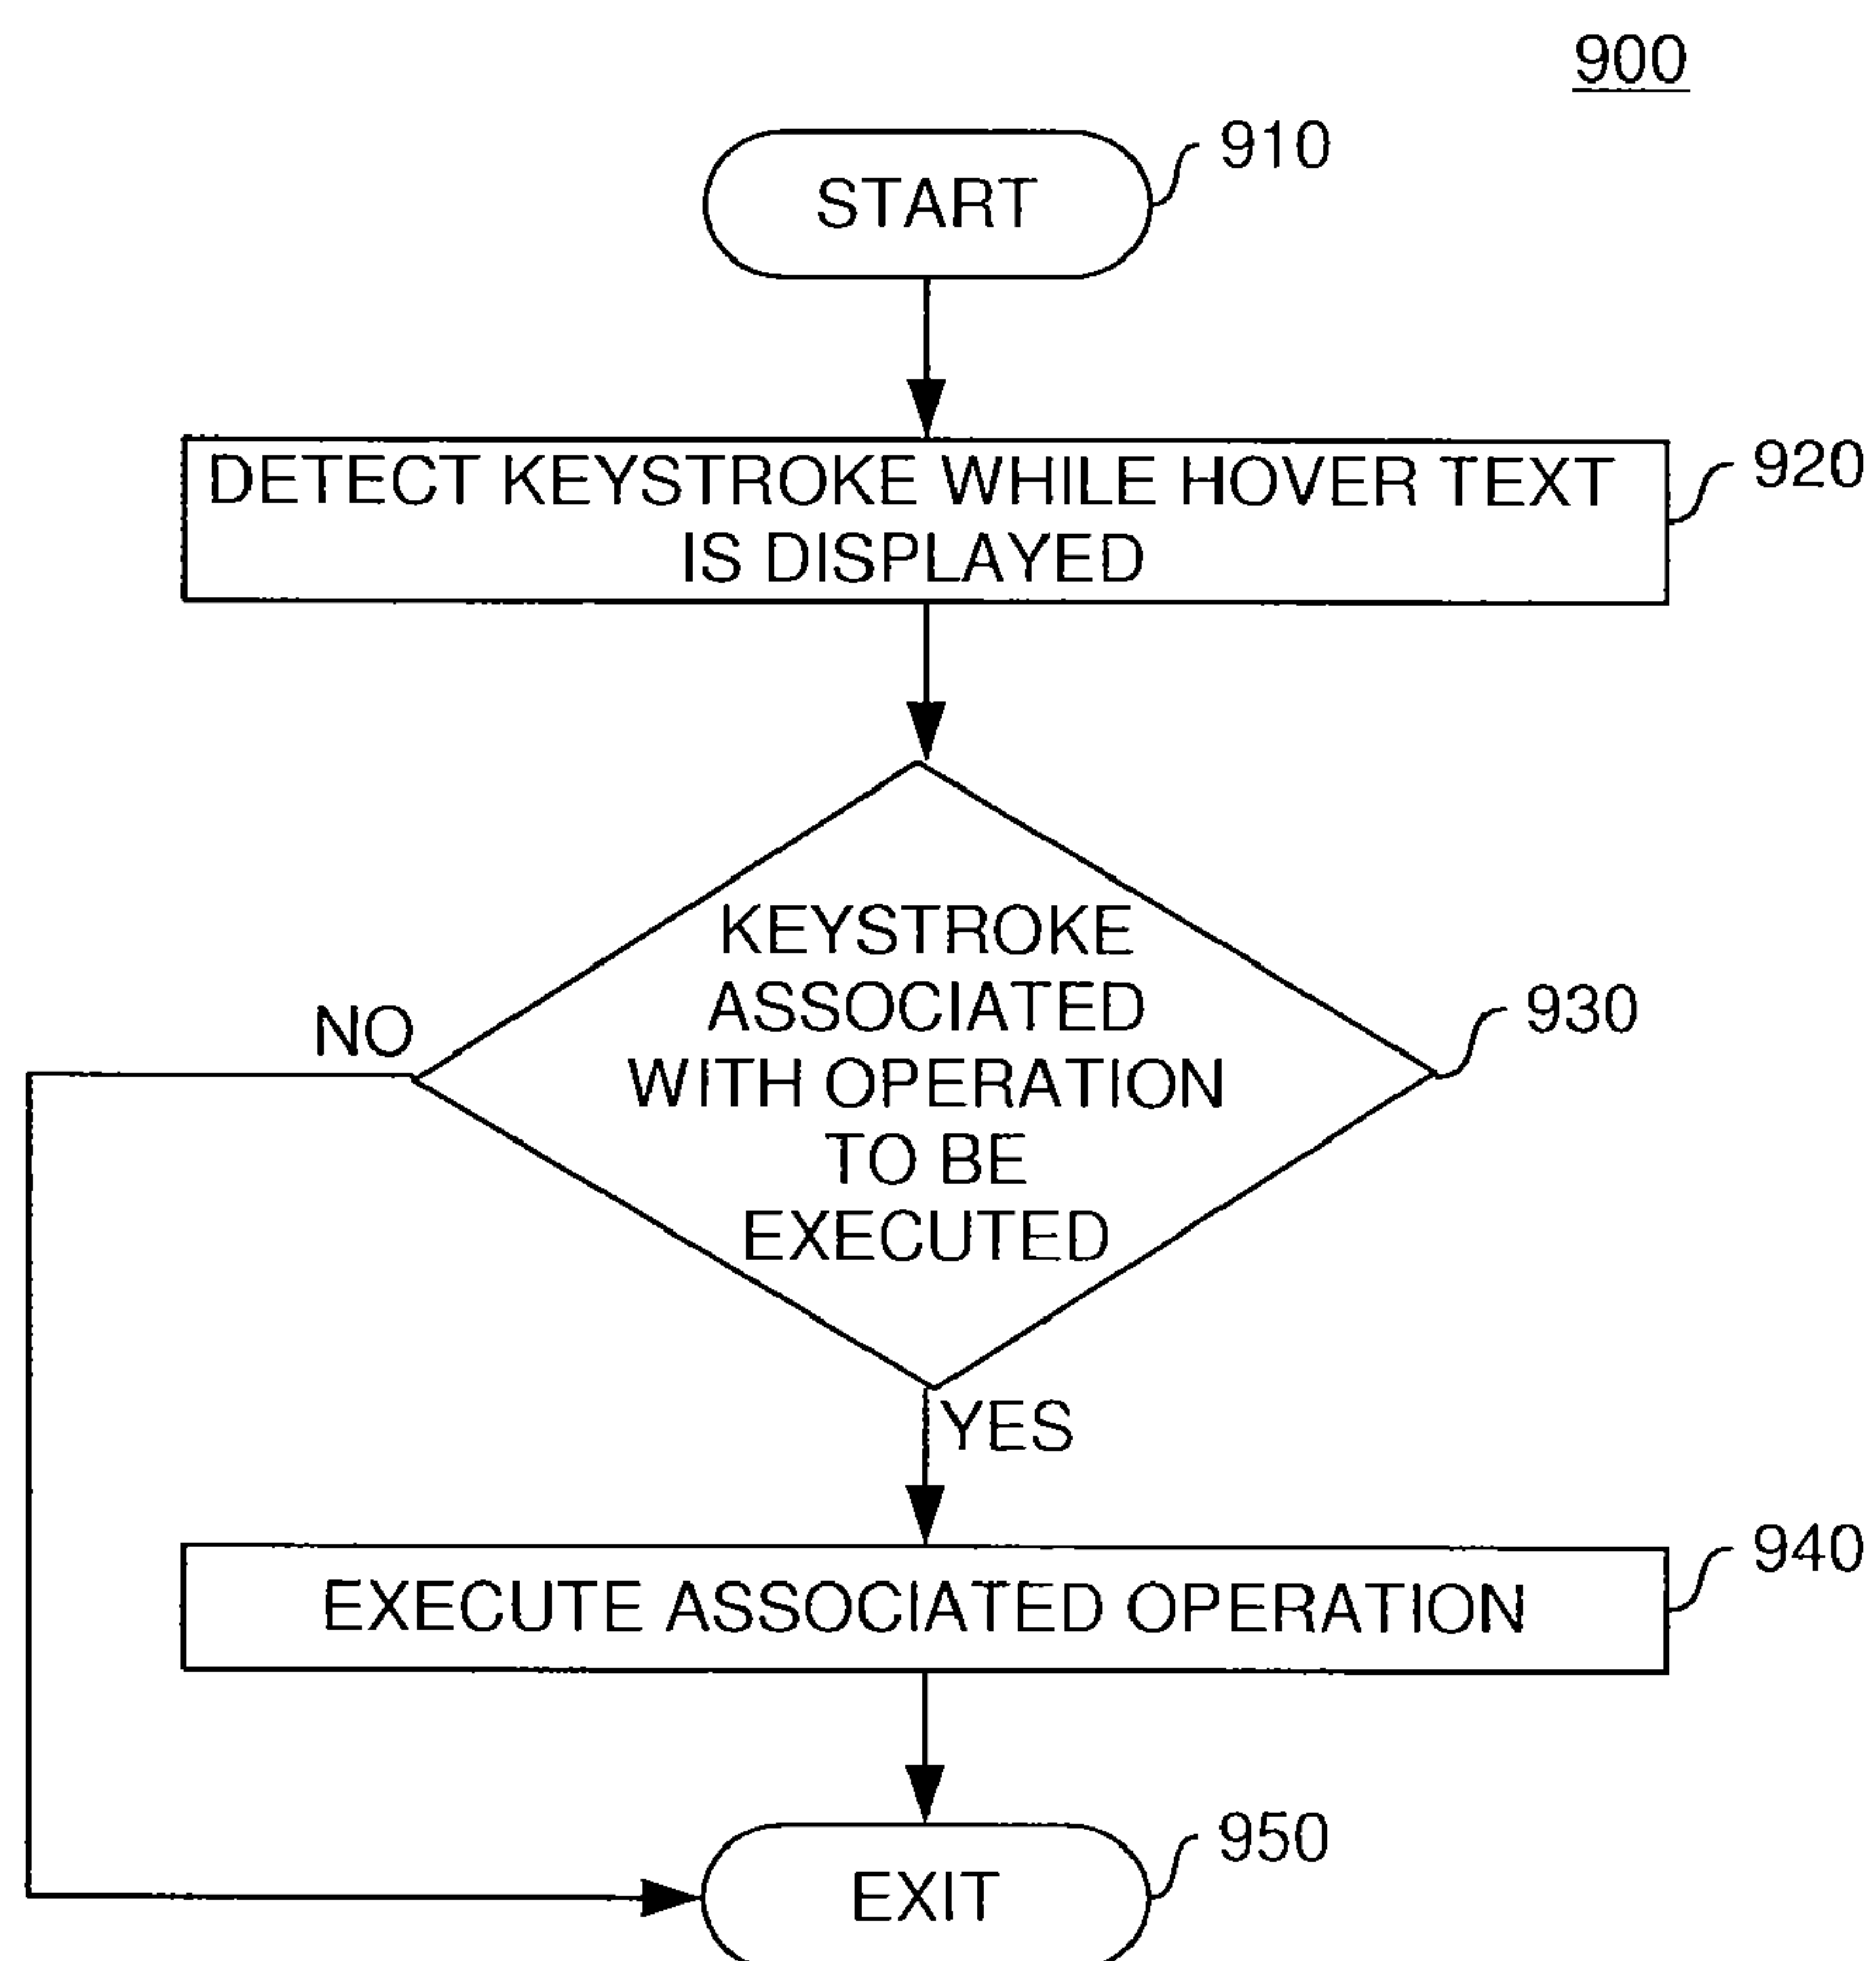 900
START
910
DETECT KEYSTROKE WHILE HOVER TEXT
IS DISPLAYED
920
KEYSTROKE
ASSOCIATED
WITH OPERATION
TO BE
EXECUTED
930
NO
YES
EXECUTE ASSOCIATED OPERATION
940
EXIT
950